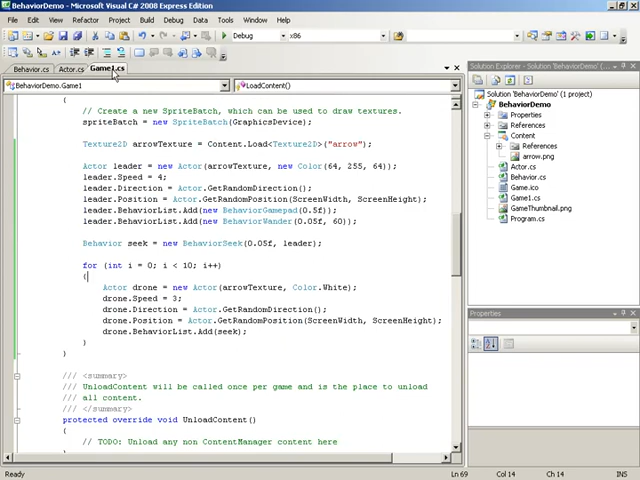 BehaviorDemo - Microsoft Visual C# 2008 Express Edition
File Edit View Refactor Project Build Debug Data Tools Window Help
Debug x86
Behavior.cs Actor.cs Game1.cs
BehaviorDemo.Game1 LoadContent()
{
// Create a new SpriteBatch, which can be used to draw textures.
spriteBatch = new SpriteBatch(GraphicsDevice);
Texture2D arrowTexture = Content.Load<Texture2D>("arrow");
Actor leader = new Actor(arrowTexture, new Color(64, 255, 64));
leader.Speed = 4;
leader.Direction = Actor.GetRandomDirection();
leader.Position = Actor.GetRandomPosition(ScreenWidth, ScreenHeight);
leader.BehaviorList.Add(new BehaviorGamepad(0.5f));
leader.BehaviorList.Add(new BehaviorWander(0.05f, 60));
Behavior seek = new BehaviorSeek(0.05f, leader);
for (int i = 0; i < 10; i++)
{
Actor drone = new Actor(arrowTexture, Color.White);
drone.Speed = 3;
drone.Direction = Actor.GetRandomDirection();
drone.Position = Actor.GetRandomPosition(ScreenWidth, ScreenHeight);
drone.BehaviorList.Add(seek);
}
}
/// <summary>
/// UnloadContent will be called once per game and is the place to unload
/// all content.
/// </summary>
protected override void UnloadContent()
{
// TODO: Unload any non ContentManager content here
Solution Explorer - Solution 'BehaviorDe...
Solution 'BehaviorDemo' (1 project)
BehaviorDemo
Properties
References
Content
References
arrow.png
Actor.cs
Behavior.cs
Game.ico
Game1.cs
GameThumbnail.png
Program.cs
Properties
Ready Ln 69 Col 14 Ch 14 INS